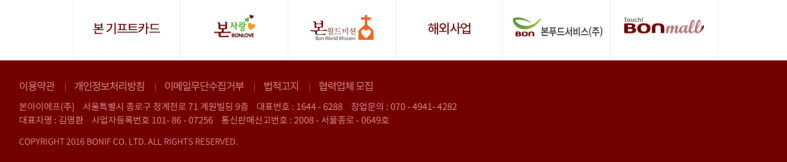 본 기프트카드
본사랑 BONLOVE
본월드미션 Bon World Mission
해외사업
BON 본푸드서비스(주)
Touch! BON mall
이용약관 | 개인정보처리방침 | 이메일무단수집거부 | 법적고지 | 협력업체 모집
본아이에프(주) 서울특별시 종로구 청계천로 71 계원빌딩 9층 대표번호 : 1644 - 6288 창업문의 : 070 - 4941- 4282
대표자명 : 김명환 사업자등록번호 101- 86 - 07256 통신판매신고번호 : 2008 - 서울종로 - 0649호
COPYRIGHT 2016 BONIF CO. LTD. ALL RIGHTS RESERVED.